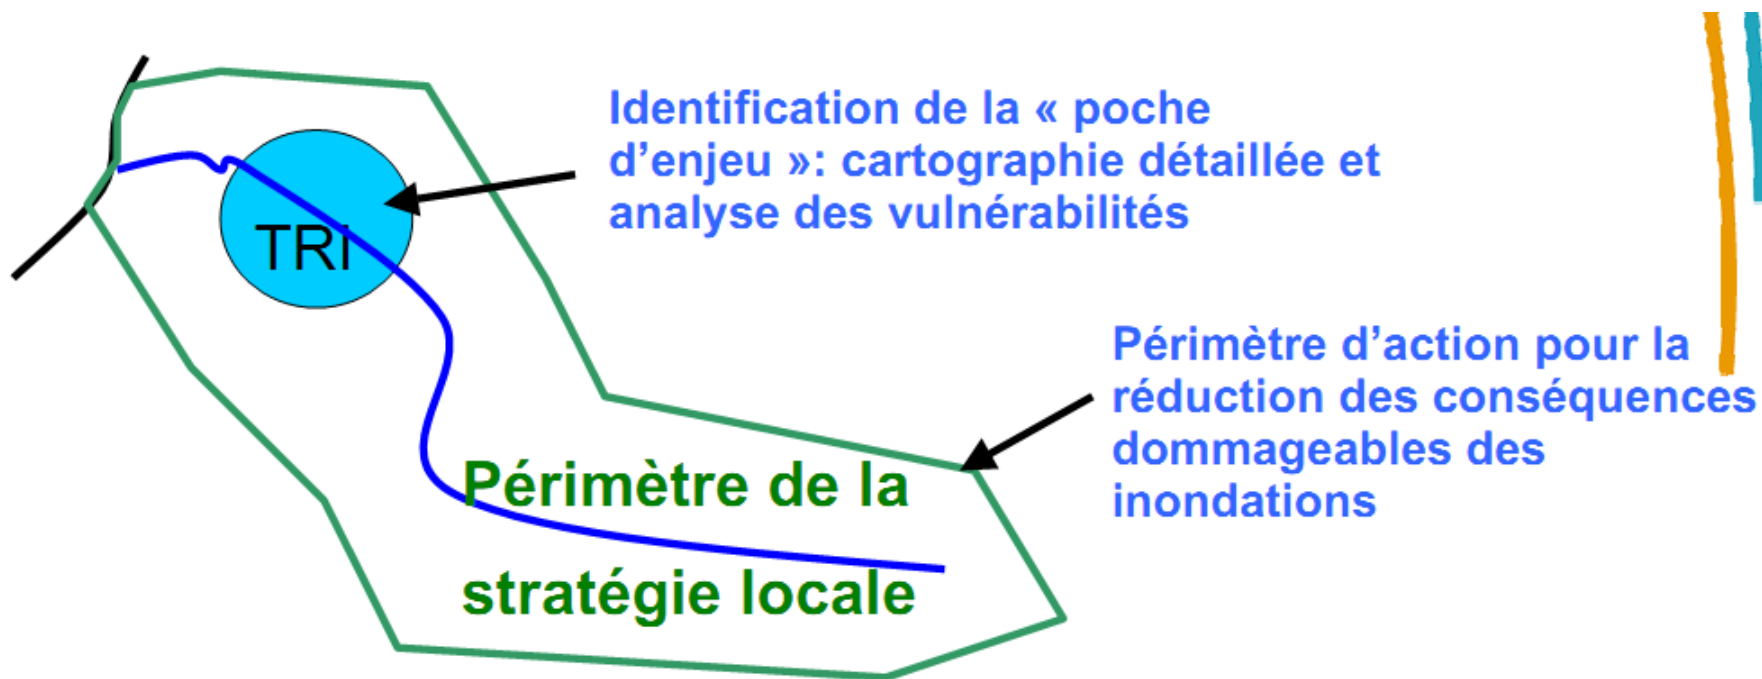 Identification de la « poche
d'enjeu »: cartographie détaillée et
analyse des vulnérabilités
TRI
Périmètre d'action pour la
réduction des conséquences
dommageables des
inondations
Périmètre de la
stratégie locale